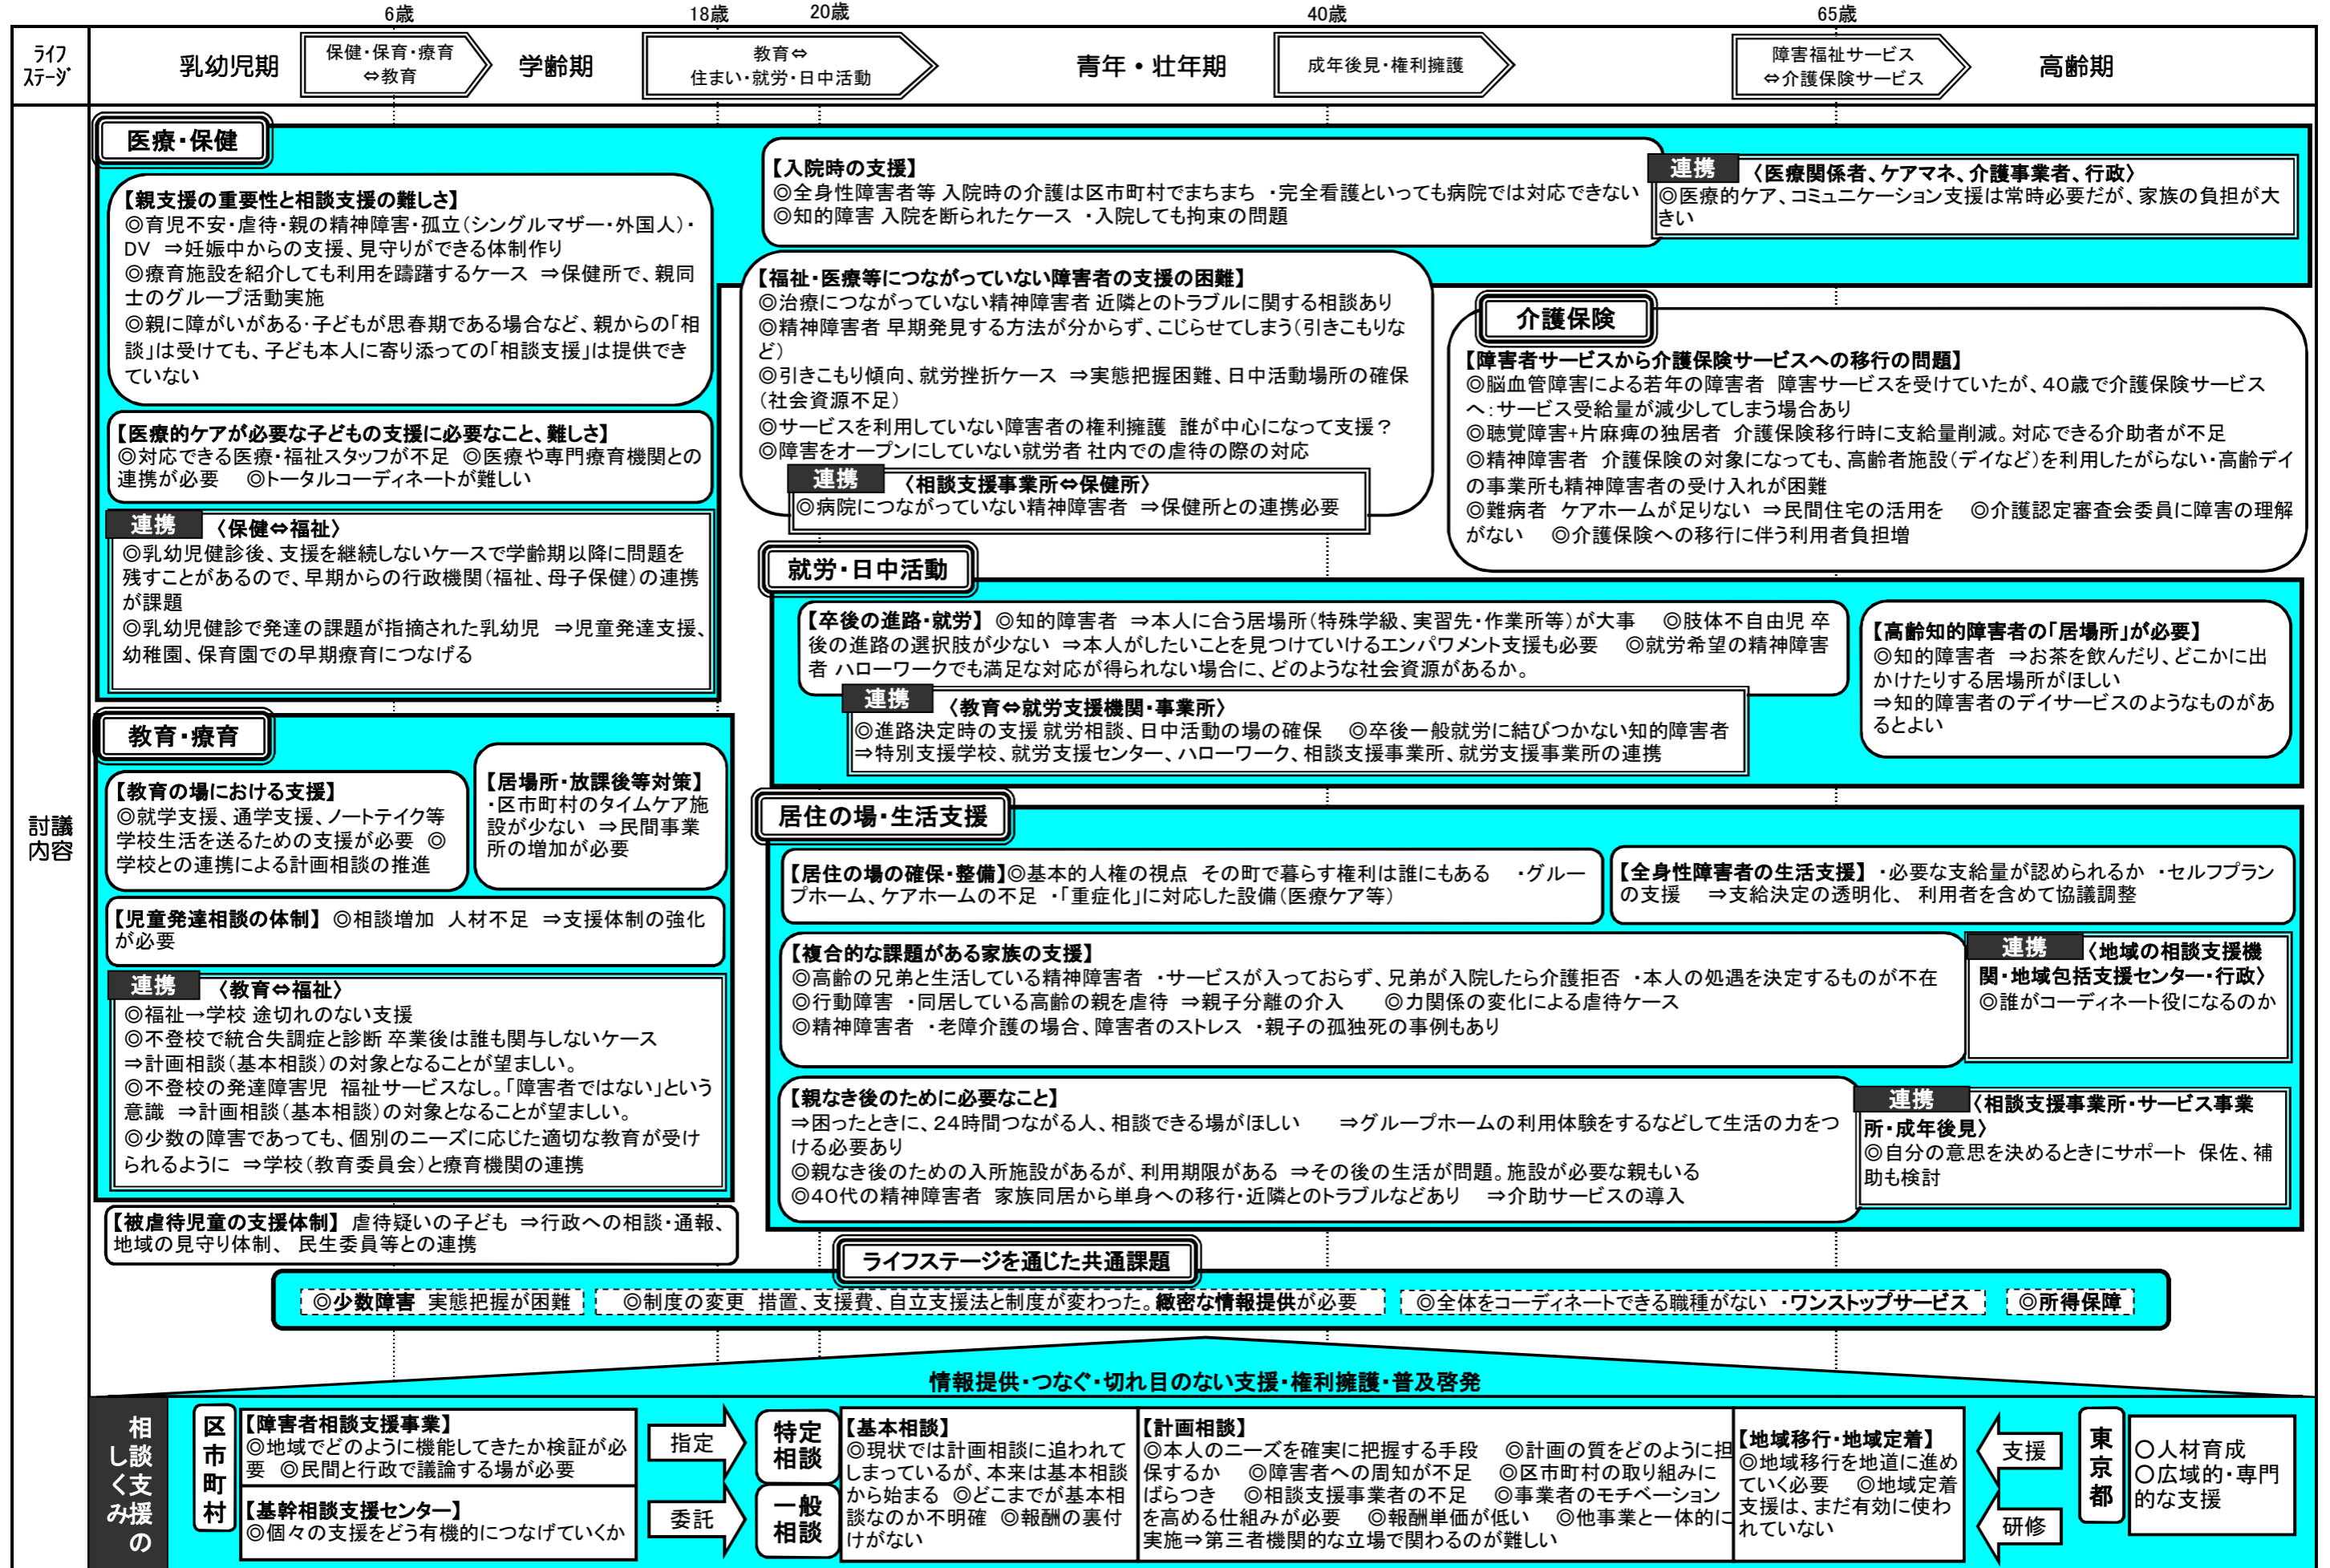 6歳
18歳
20歳
40歳
65歳
ライフ
ステージ
乳幼児期
保健・保育・療育
⇔教育
学齢期
教育⇔
住まい・就労・日中活動
青年・壮年期
成年後見・権利擁護
障害福祉サービス
⇔介護保険サービス
高齢期
討議
内容
医療・保健
【親支援の重要性と相談支援の難しさ】
◎育児不安・虐待・親の精神障害・孤立（シングルマザー・外国人）・
DV ⇒妊娠中からの支援、見守りができる体制作り
◎療育施設を紹介しても利用を躊躇するケース ⇒保健所で、親同
士のグループ活動実施
◎親に障がいがある・子どもが思春期である場合など、親からの「相
談」は受けても、子ども本人に寄り添っての「相談支援」は提供でき
ていない
【医療的ケアが必要な子どもの支援に必要なこと、難しさ】
◎対応できる医療・福祉スタッフが不足 ◎医療や専門療育機関との
連携が必要 ◎トータルコーディネートが難しい
連携 〈保健⇔福祉〉
◎乳幼児健診後、支援を継続しないケースで学齢期以降に問題を
残すことがあるので、早期からの行政機関（福祉、母子保健）の連携
が課題
◎乳幼児健診で発達の課題が指摘された乳幼児 ⇒児童発達支援、
幼稚園、保育園での早期療育につなげる
【入院時の支援】
◎全身性障害者等 入院時の介護は区市町村でまちまち ・完全看護といっても病院では対応できない
◎知的障害 入院を断られたケース ・入院しても拘束の問題
連携 〈医療関係者、ケアマネ、介護事業者、行政〉
◎医療的ケア、コミュニケーション支援は常時必要だが、家族の負担が大
きい
【福祉・医療等につながっていない障害者の支援の困難】
◎治療につながっていない精神障害者 近隣とのトラブルに関する相談あり
◎精神障害者 早期発見する方法が分からず、こじらせてしまう（引きこもりな
ど）
◎引きこもり傾向、就労挫折ケース ⇒実態把握困難、日中活動場所の確保
（社会資源不足）
◎サービスを利用していない障害者の権利擁護 誰が中心になって支援？
◎障害をオープンにしていない就労者 社内での虐待の際の対応
連携 〈相談支援事業所⇔保健所〉
◎病院につながっていない精神障害者 ⇒保健所との連携必要
介護保険
【障害者サービスから介護保険サービスへの移行の問題】
◎脳血管障害による若年の障害者 障害サービスを受けていたが、４０歳で介護保険サービス
へ：サービス受給量が減少してしまう場合あり
◎聴覚障害+片麻痺の独居者 介護保険移行時に支給量削減。対応できる介助者が不足
◎精神障害者 介護保険の対象になっても、高齢者施設（デイなど）を利用したがらない・高齢デイ
の事業所も精神障害者の受け入れが困難
◎難病者 ケアホームが足りない ⇒民間住宅の活用を ◎介護認定審査会委員に障害の理解
がない ◎介護保険への移行に伴う利用者負担増
就労・日中活動
【卒後の進路・就労】 ◎知的障害者 ⇒本人に合う居場所（特殊学級、実習先・作業所等）が大事 ◎肢体不自由児 卒
後の進路の選択肢が少ない ⇒本人がしたいことを見つけていけるエンパワメント支援も必要 ◎就労希望の精神障害
者 ハローワークでも満足な対応が得られない場合に、どのような社会資源があるか。
連携 〈教育⇔就労支援機関・事業所〉
◎進路決定時の支援 就労相談、日中活動の場の確保 ◎卒後一般就労に結びつかない知的障害者
⇒特別支援学校、就労支援センター、ハローワーク、相談支援事業所、就労支援事業所の連携
【高齢知的障害者の「居場所」が必要】
◎知的障害者 ⇒お茶を飲んだり、どこかに出
かけたりする居場所がほしい
⇒知的障害者のデイサービスのようなものがあ
るとよい
教育・療育
【教育の場における支援】
◎就学支援、通学支援、ノートテイク等
学校生活を送るための支援が必要 ◎
学校との連携による計画相談の推進
【居場所・放課後等対策】
・区市町村のタイムケア施
設が少ない ⇒民間事業
所の増加が必要
【児童発達相談の体制】 ◎相談増加 人材不足 ⇒支援体制の強化
が必要
連携 〈教育⇔福祉〉
◎福祉→学校 途切れのない支援
◎不登校で統合失調症と診断 卒業後は誰も関与しないケース
⇒計画相談（基本相談）の対象となることが望ましい。
◎不登校の発達障害児 福祉サービスなし。「障害者ではない」という
意識 ⇒計画相談（基本相談）の対象となることが望ましい。
◎少数の障害であっても、個別のニーズに応じた適切な教育が受け
られるように ⇒学校（教育委員会）と療育機関の連携
【被虐待児童の支援体制】 虐待疑いの子ども ⇒行政への相談・通報、
地域の見守り体制、 民生委員等との連携
居住の場・生活支援
【居住の場の確保・整備】◎基本的人権の視点 その町で暮らす権利は誰にもある ・グルー
プホーム、ケアホームの不足 ・「重症化」に対応した設備（医療ケア等）
【全身性障害者の生活支援】 ・必要な支給量が認められるか ・セルフプラン
の支援 ⇒支給決定の透明化、 利用者を含めて協議調整
【複合的な課題がある家族の支援】
◎高齢の兄弟と生活している精神障害者 ・サービスが入っておらず、兄弟が入院したら介護拒否 ・本人の処遇を決定するものが不在
◎行動障害 ・同居している高齢の親を虐待 ⇒親子分離の介入 ◎力関係の変化による虐待ケース
◎精神障害者 ・老障介護の場合、障害者のストレス ・親子の孤独死の事例もあり
連携 〈地域の相談支援機
関・地域包括支援センター・行政〉
◎誰がコーディネート役になるのか
【親なき後のために必要なこと】
⇒困ったときに、２４時間つながる人、相談できる場がほしい ⇒グループホームの利用体験をするなどして生活の力をつ
ける必要あり
◎親なき後のための入所施設があるが、利用期限がある ⇒その後の生活が問題。施設が必要な親もいる
◎４０代の精神障害者 家族同居から単身への移行・近隣とのトラブルなどあり ⇒介助サービスの導入
連携 〈相談支援事業所・サービス事業
所・成年後見〉
◎自分の意思を決めるときにサポート 保佐、補
助も検討
ライフステージを通じた共通課題
◎少数障害 実態把握が困難
◎制度の変更 措置、支援費、自立支援法と制度が変わった。緻密な情報提供が必要
◎全体をコーディネートできる職種がない ・ワンストップサービス
◎所得保障
情報提供・つなぐ・切れ目のない支援・権利擁護・普及啓発
相談支援の
しくみ
区市町村
【障害者相談支援事業】
◎地域でどのように機能してきたか検証が必
要 ◎民間と行政で議論する場が必要
【基幹相談支援センター】
◎個々の支援をどう有機的につなげていくか
指定
委託
特定
相談
一般
相談
【基本相談】
◎現状では計画相談に追われて
しまっているが、本来は基本相談
から始まる ◎どこまでが基本相
談なのか不明確 ◎報酬の裏付
けがない
【計画相談】
◎本人のニーズを確実に把握する手段 ◎計画の質をどのように担
保するか ◎障害者への周知が不足 ◎区市町村の取り組みに
ばらつき ◎相談支援事業者の不足 ◎事業者のモチベーション
を高める仕組みが必要 ◎報酬単価が低い ◎他事業と一体的に
実施⇒第三者機関的な立場で関わるのが難しい
【地域移行・地域定着】
◎地域移行を地道に進め
ていく必要 ◎地域定着
支援は、まだ有効に使わ
れていない
支援
研修
東京都
○人材育成
○広域的・専門
的な支援